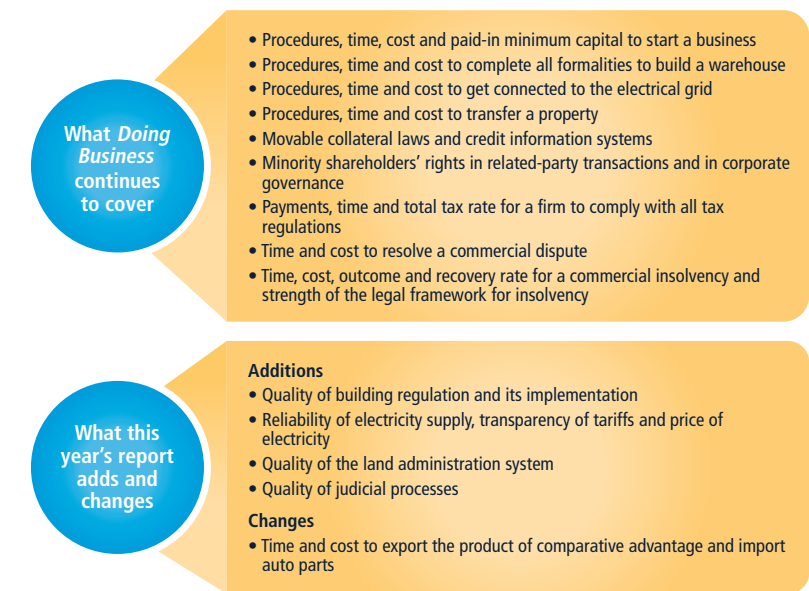 What Doing
Business
continues
to cover
• Procedures, time, cost and paid-in minimum capital to start a business
• Procedures, time and cost to complete all formalities to build a warehouse
• Procedures, time and cost to get connected to the electrical grid
• Procedures, time and cost to transfer a property
• Movable collateral laws and credit information systems
• Minority shareholders’ rights in related-party transactions and in corporate
governance
• Payments, time and total tax rate for a firm to comply with all tax
regulations
• Time and cost to resolve a commercial dispute
• Time, cost, outcome and recovery rate for a commercial insolvency and
strength of the legal framework for insolvency
What this
year’s report
adds and
changes
Additions
• Quality of building regulation and its implementation
• Reliability of electricity supply, transparency of tariffs and price of
electricity
• Quality of the land administration system
• Quality of judicial processes
Changes
• Time and cost to export the product of comparative advantage and import
auto parts